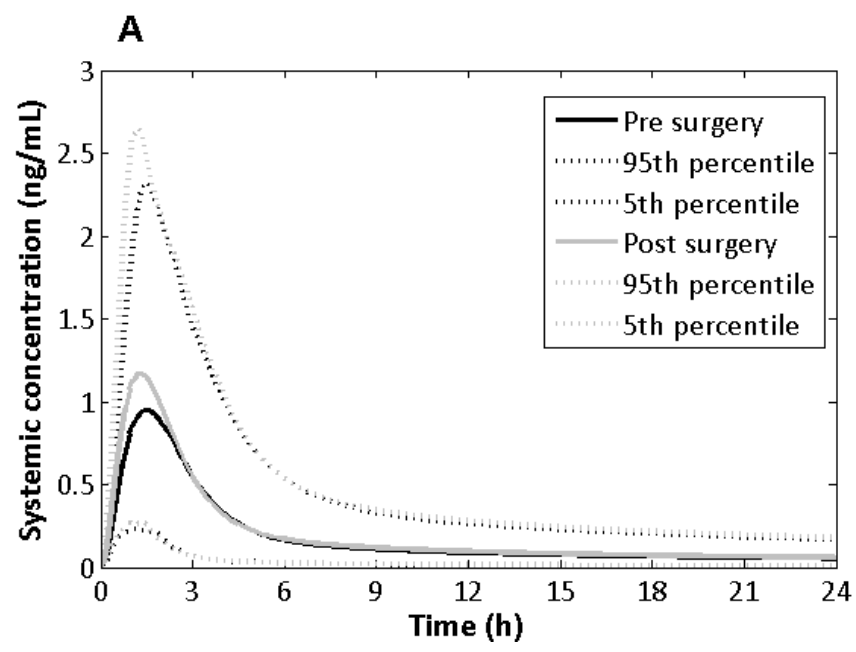 A
Systemic concentration (ng/mL)
3
2.5
2
1.5
1
0.5
0
Pre surgery
95th percentile
5th percentile
Post surgery
95th percentile
5th percentile
0 3 6 9 12 15 18 21 24
Time (h)